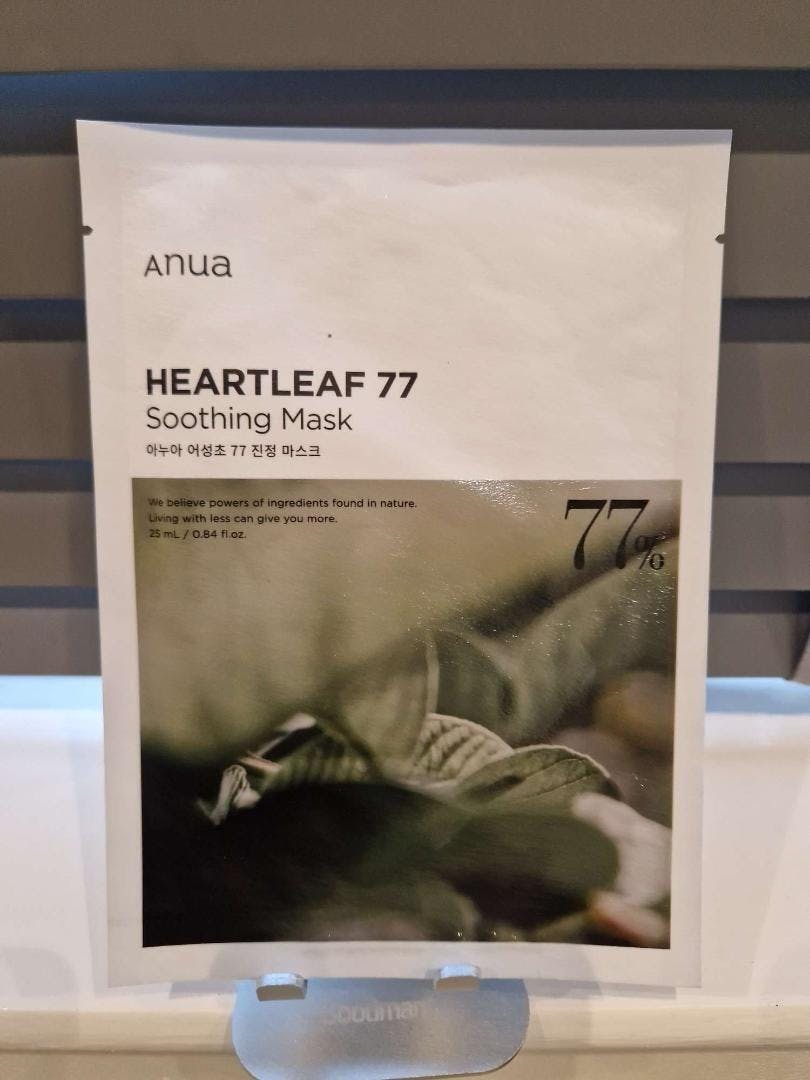 Anua
HEARTLEAF 77
Soothing Mask
아누아 어성초 77 진정 마스크
We believe powers of ingredients found in nature.
Living with less can give you more.
25 mL / 0.84 fl.oz.
77%